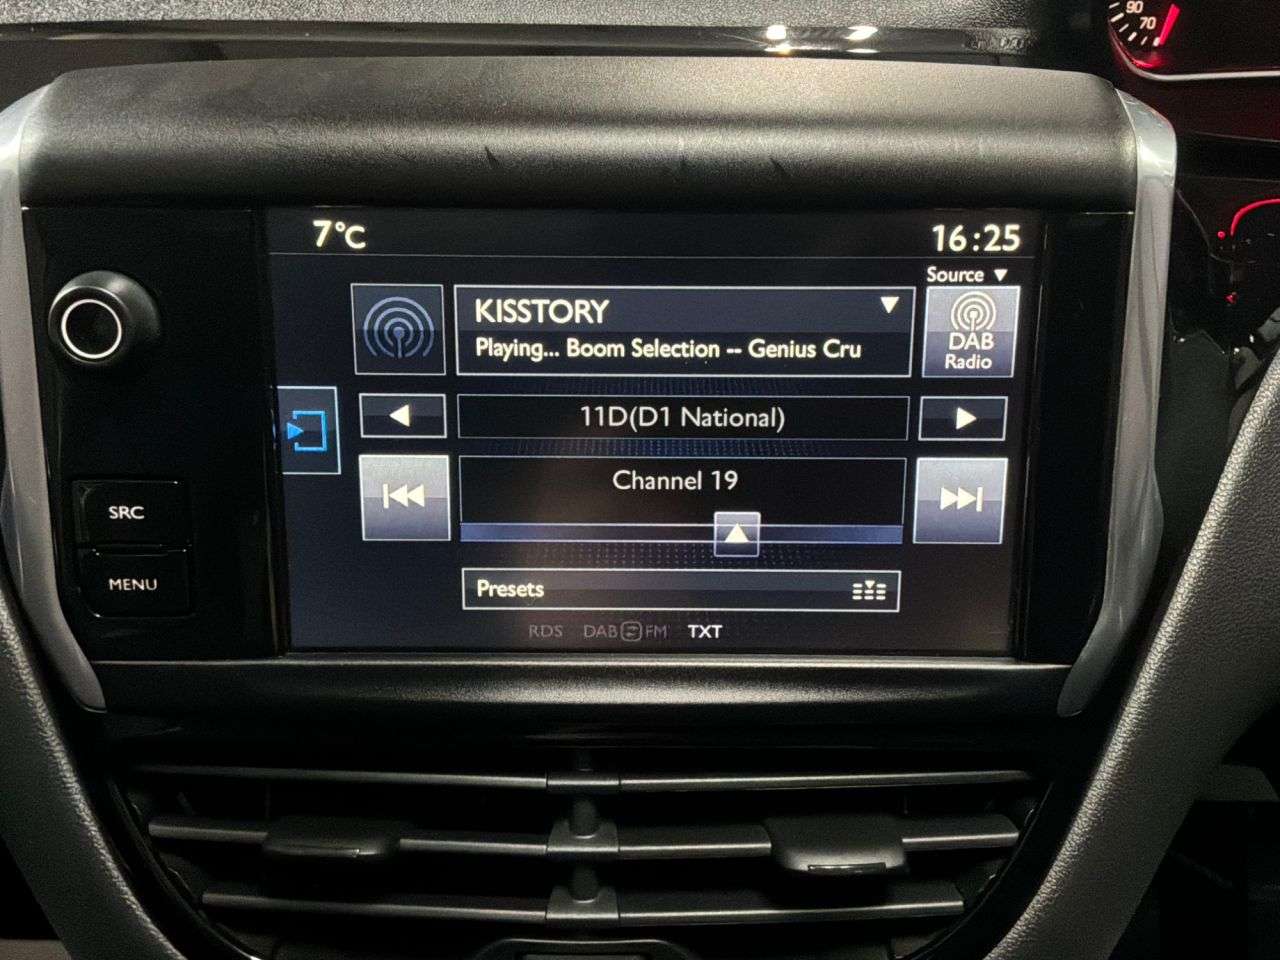 90
70
7°C
16:25
Source
KISSTORY
Playing... Boom Selection -- Genius Cru
DAB
Radio
11D(D1 National)
Channel 19
SRC
MENU
Presets
RDS DAB FM TXT